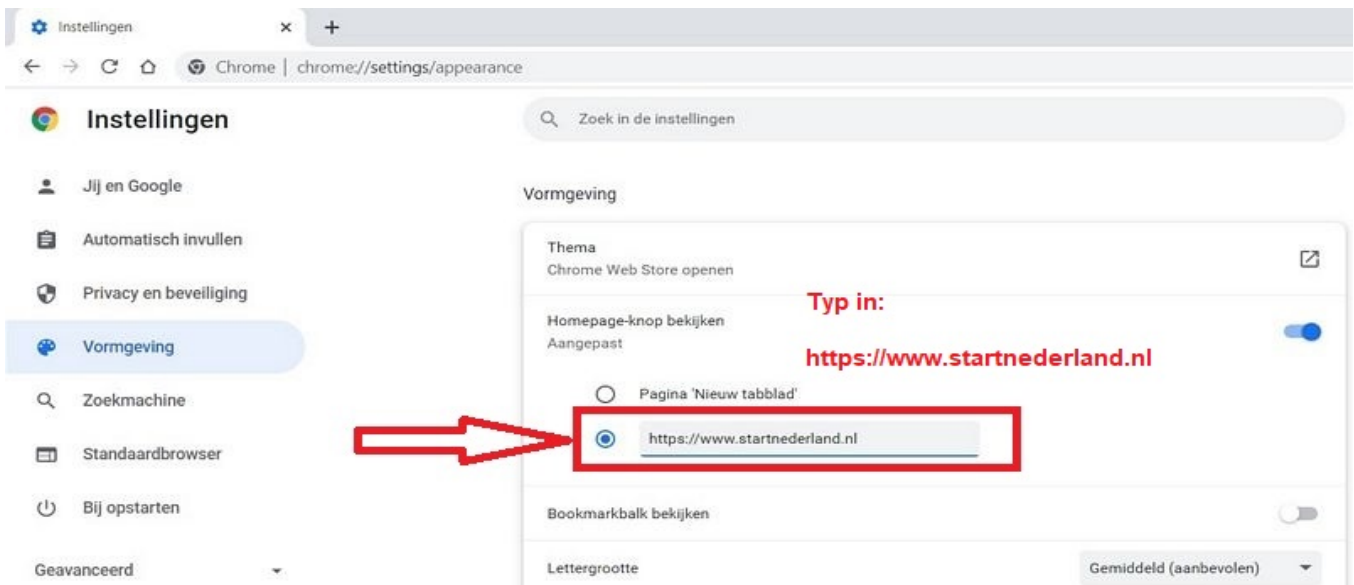 Instellingen
Chrome | chrome://settings/appearance
Instellingen
Zoek in de instellingen
Jij en Google
Automatisch invullen
Privacy en beveiliging
Vormgeving
Zoekmachine
Standaardbrowser
Bij opstarten
Geavanceerd
Vormgeving
Thema
Chrome Web Store openen
Typ in:
Homepage-knop bekijken
Aangepast
https://www.startnederland.nl
Pagina 'Nieuw tabblad'
https://www.startnederland.nl
Bookmarkbalk bekijken
Lettergrootte
Gemiddeld (aanbevolen)